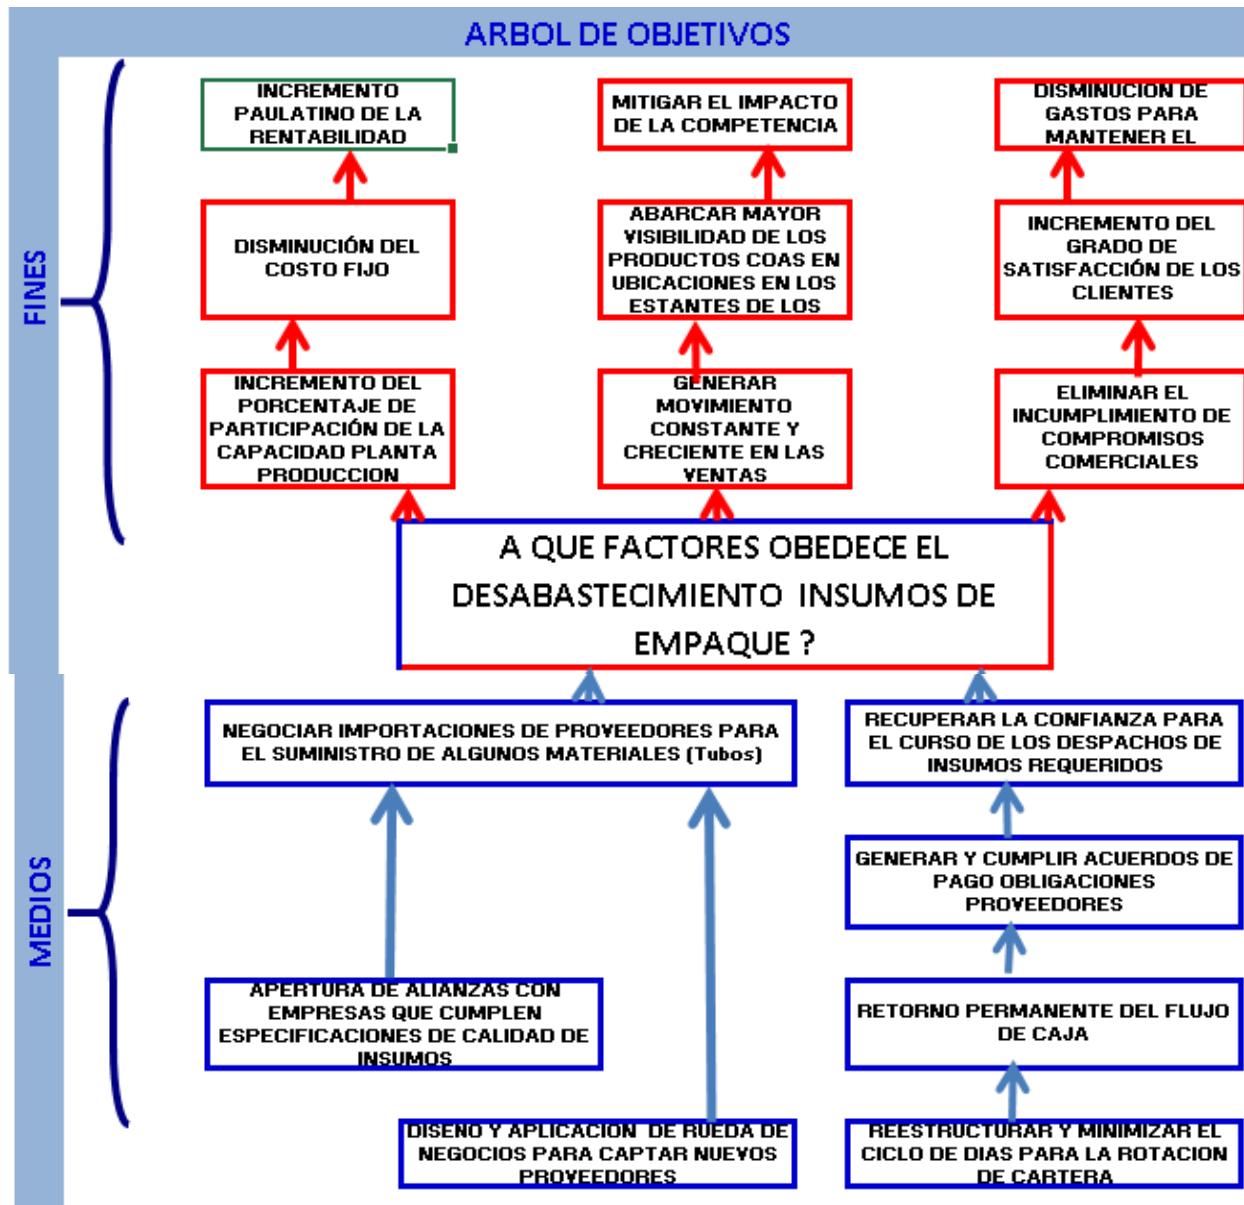 ARBOL DE OBJETIVOS
FINES
INCREMENTO
PAULATINO DE LA
RENTABILIDAD
MITIGAR EL IMPACTO
DE LA COMPETENCIA
DISMINUCION DE
GASTOS PARA
MANTENER EL
DISMINUCIÓN DEL
COSTO FIJO
ABARCAR MAYOR
VISIBILIDAD DE LOS
PRODUCTOS COAS EN
UBICACIONES EN LOS
ESTANTES DE LOS
INCREMENTO DEL
GRADO DE
SATISFACCIÓN DE LOS
CLIENTES
INCREMENTO DEL
PORCENTAJE DE
PARTICIPACIÓN DE LA
CAPACIDAD PLANTA
PRODUCCION
GENERAR
MOVIMIENTO
CONSTANTE Y
CRECIENTE EN LAS
VENTAS
ELIMINAR EL
INCUMPLIMIENTO DE
COMPROMISOS
COMERCIALES
A QUE FACTORES OBEDECE EL
DESABASTECIMIENTO INSUMOS DE
EMPAQUE ?
MEDIOS
NEGOCIAR IMPORTACIONES DE PROVEEDORES PARA
EL SUMINISTRO DE ALGUNOS MATERIALES (Tubos)
RECUPERAR LA CONFIANZA PARA
EL CURSO DE LOS DESPACHOS DE
INSUMOS REQUERIDOS
GENERAR Y CUMPLIR ACUERDOS DE
PAGO OBLIGACIONES
PROVEEDORES
APERTURA DE ALIANZAS CON
EMPRESAS QUE CUMPLEN
ESPECIFICACIONES DE CALIDAD DE
INSUMOS
RETORNO PERMANENTE DEL FLUJO
DE CAJA
DISENO Y APLICACION DE RUEDA DE
NEGOCIOS PARA CAPTAR NUEVOS
PROVEEDORES
REESTRUCTURAR Y MINIMIZAR EL
CICLO DE DIAS PARA LA ROTACION
DE CARTERA